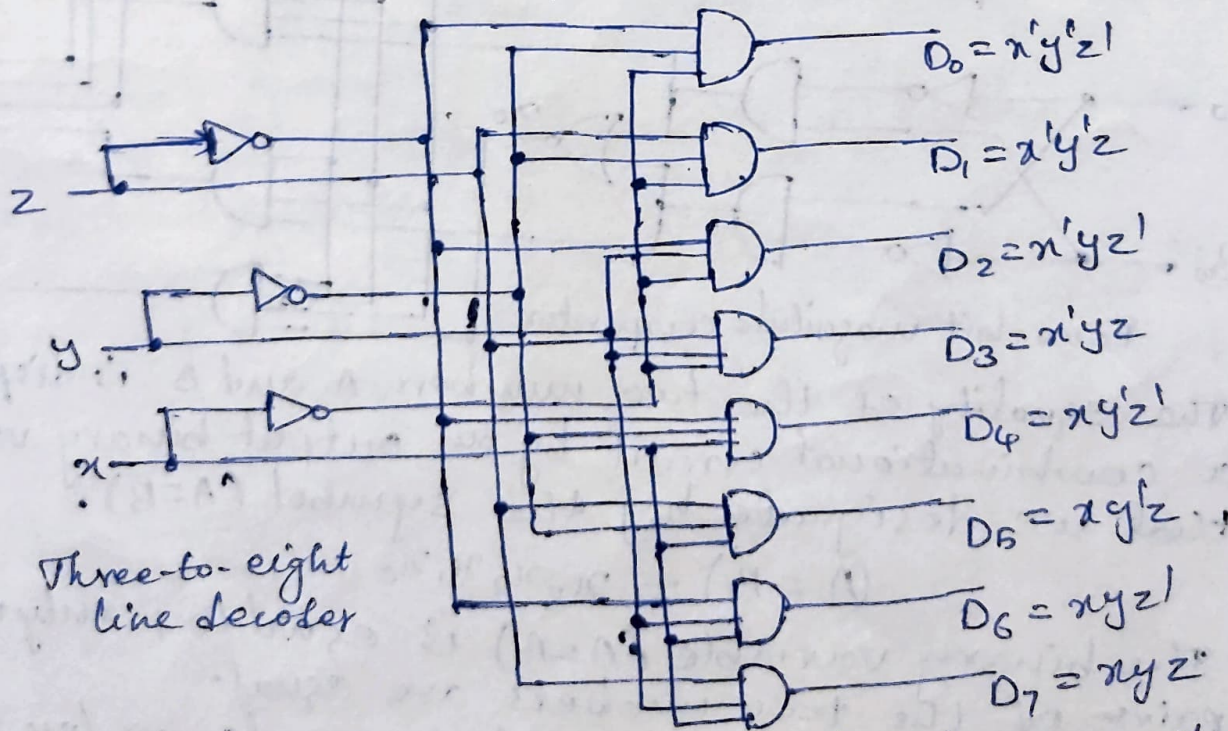 D₀ = x'y'z'
D₁ = x'y'z
z
D₂ = x'yz'
y
D₃ = x'yz
D₄ = xy'z'
x
D₅ = xy'z
Three-to-eight
line decoder
D₆ = xyz'
D₇ = xyz